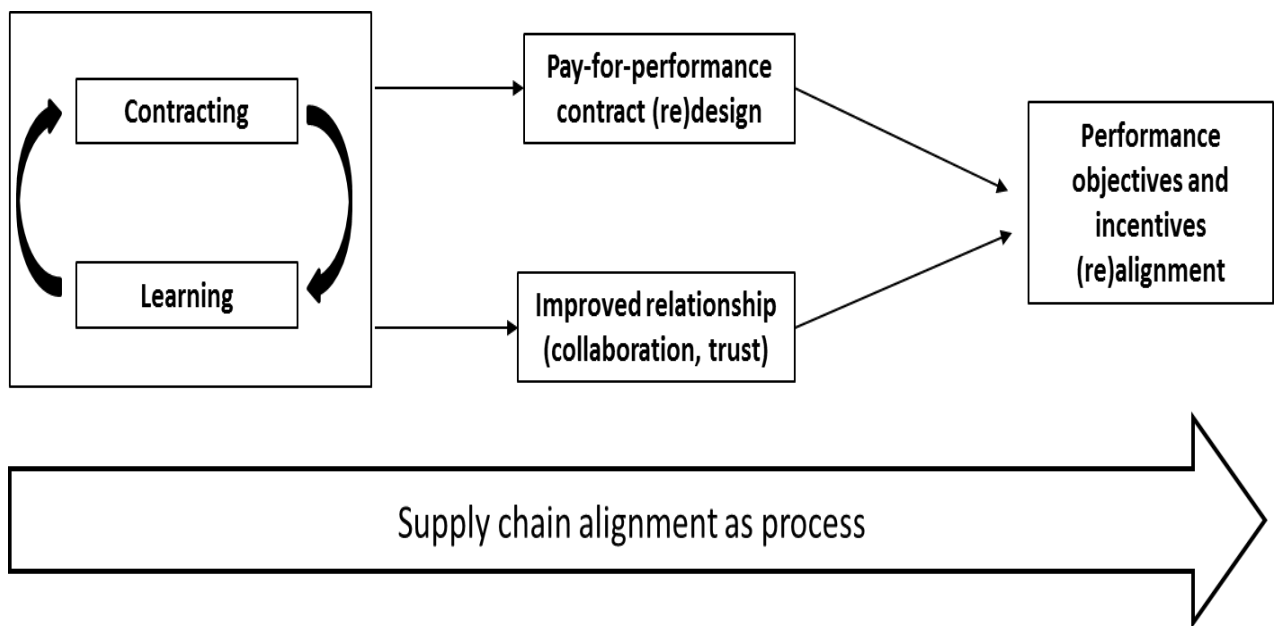 Contracting
Learning
Pay-for-performance
contract (re)design
Improved relationship
(collaboration, trust)
Performance
objectives and
incentives
(re)alignment
Supply chain alignment as process